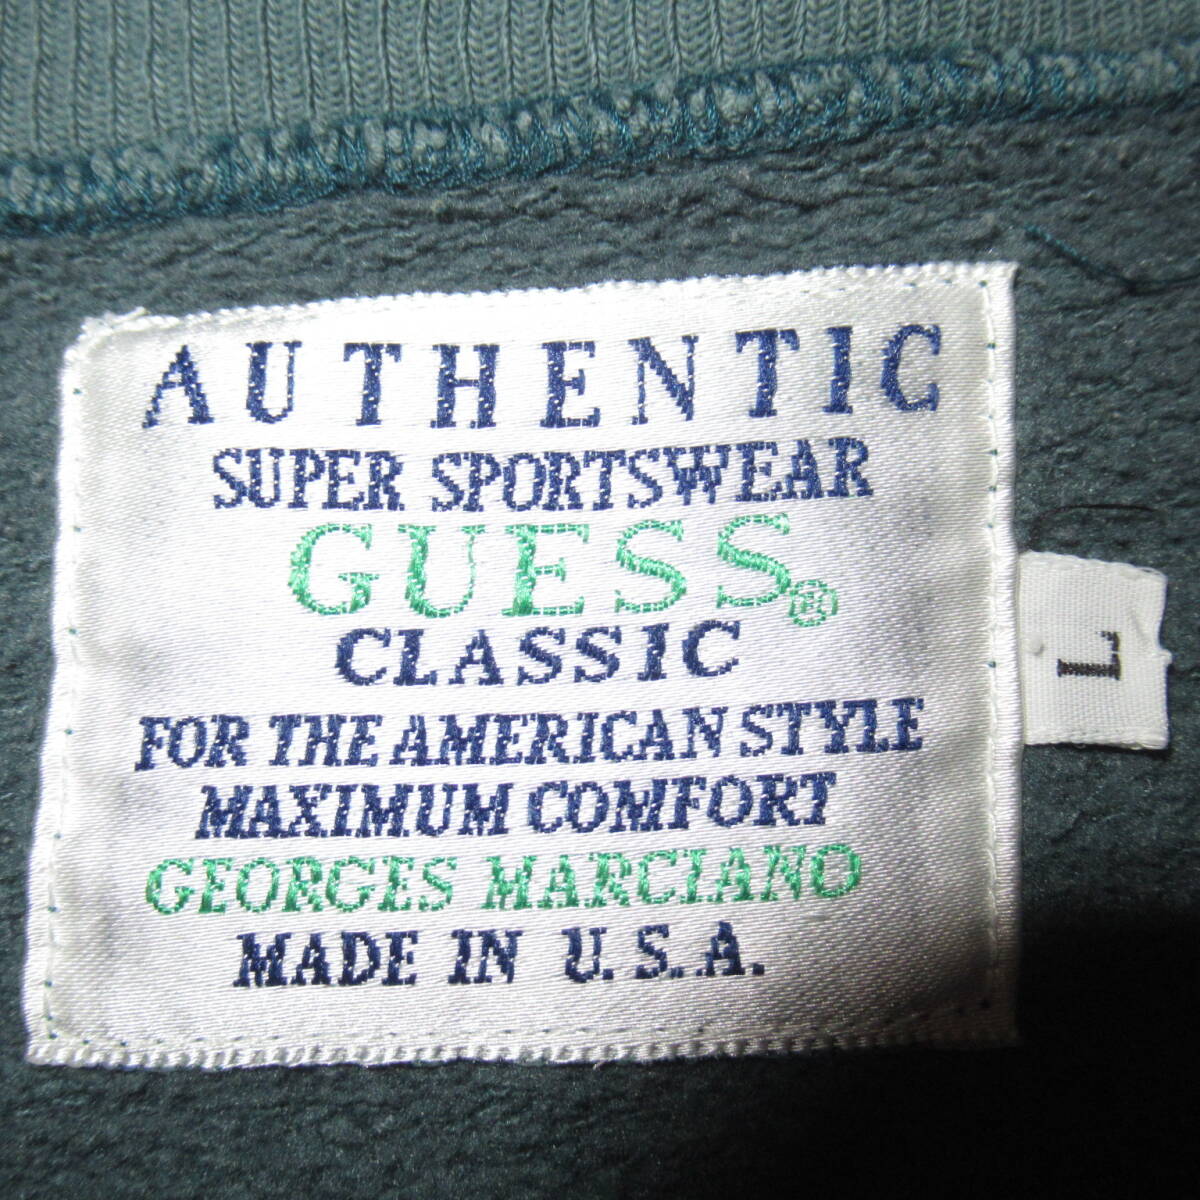 AUTHENTIC
SUPER SPORTSWEAR
GUESS®
CLASSIC
FOR THE AMERICAN STYLE
MAXIMUM COMFORT
GEORGES MARCIANO
MADE IN U.S.A.
L